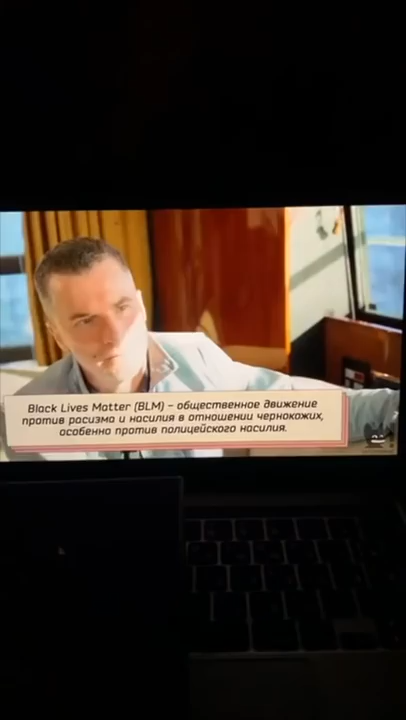 Black Lives Matter (BLM) – общественное движение
против расизма и насилия в отношении чернокожих,
особенно против полицейского насилия.